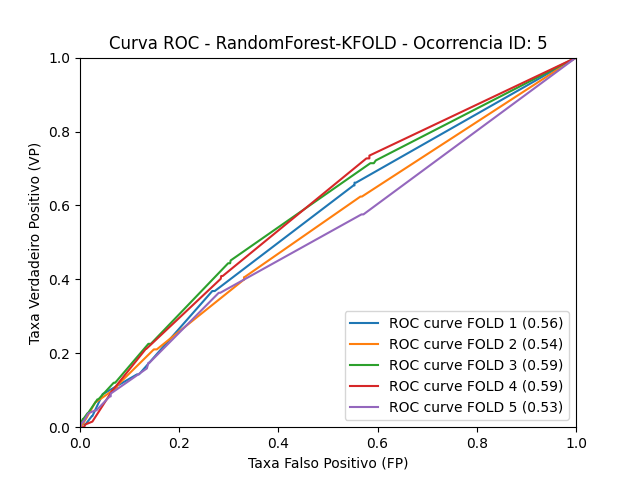 Curva ROC - RandomForest-KFOLD - Ocorrencia ID: 5
Taxa Verdadeiro Positivo (VP)
1.0
0.8
0.6
0.4
0.2
0.0
ROC curve FOLD 1 (0.56)
ROC curve FOLD 2 (0.54)
ROC curve FOLD 3 (0.59)
ROC curve FOLD 4 (0.59)
ROC curve FOLD 5 (0.53)
0.0 0.2 0.4 0.6 0.8 1.0
Taxa Falso Positivo (FP)